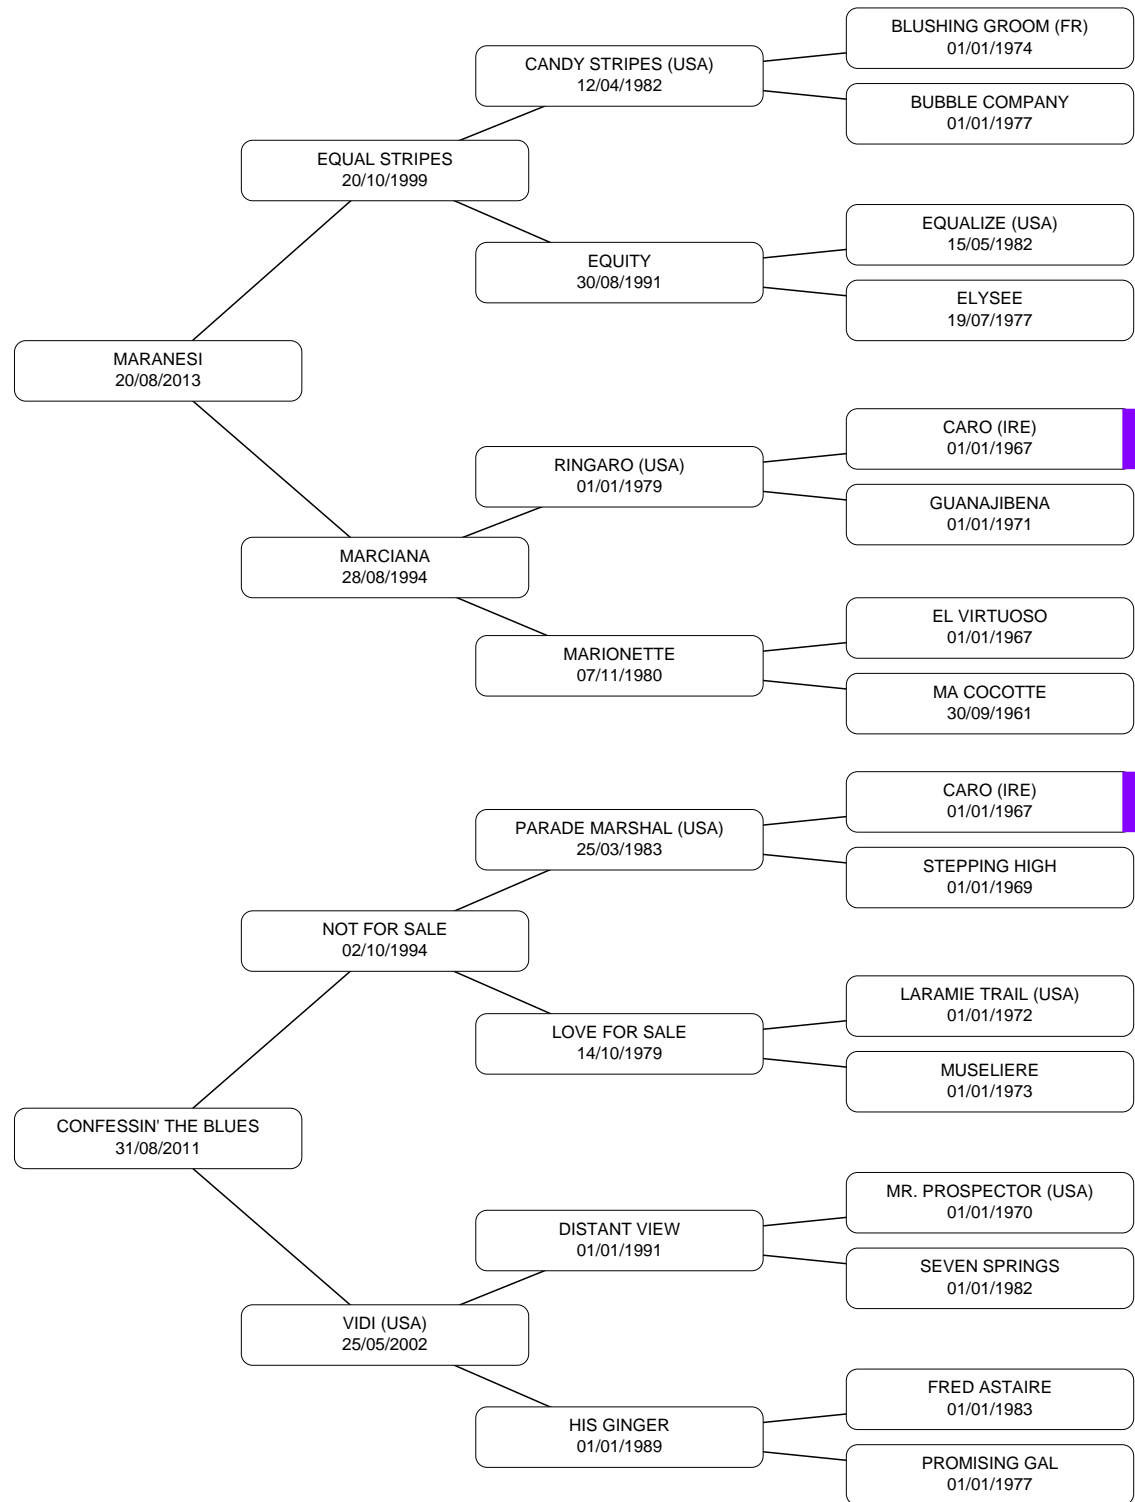 BLUSHING GROOM (FR)
01/01/1974
CANDY STRIPES (USA)
12/04/1982
BUBBLE COMPANY
01/01/1977
EQUAL STRIPES
20/10/1999
EQUALIZE (USA)
15/05/1982
EQUITY
30/08/1991
ELYSEE
19/07/1977
MARANESI
20/08/2013
CARO (IRE)
01/01/1967
RINGARO (USA)
01/01/1979
GUANAJIBENA
01/01/1971
MARCIANA
28/08/1994
EL VIRTUOSO
01/01/1967
MARIONETTE
07/11/1980
MA COCOTTE
30/09/1961
CARO (IRE)
01/01/1967
PARADE MARSHAL (USA)
25/03/1983
STEPPING HIGH
01/01/1969
NOT FOR SALE
02/10/1994
LARAMIE TRAIL (USA)
01/01/1972
LOVE FOR SALE
14/10/1979
MUSELIERE
01/01/1973
CONFESSIN' THE BLUES
31/08/2011
MR. PROSPECTOR (USA)
01/01/1970
DISTANT VIEW
01/01/1991
SEVEN SPRINGS
01/01/1982
VIDI (USA)
25/05/2002
FRED ASTAIRE
01/01/1983
HIS GINGER
01/01/1989
PROMISING GAL
01/01/1977